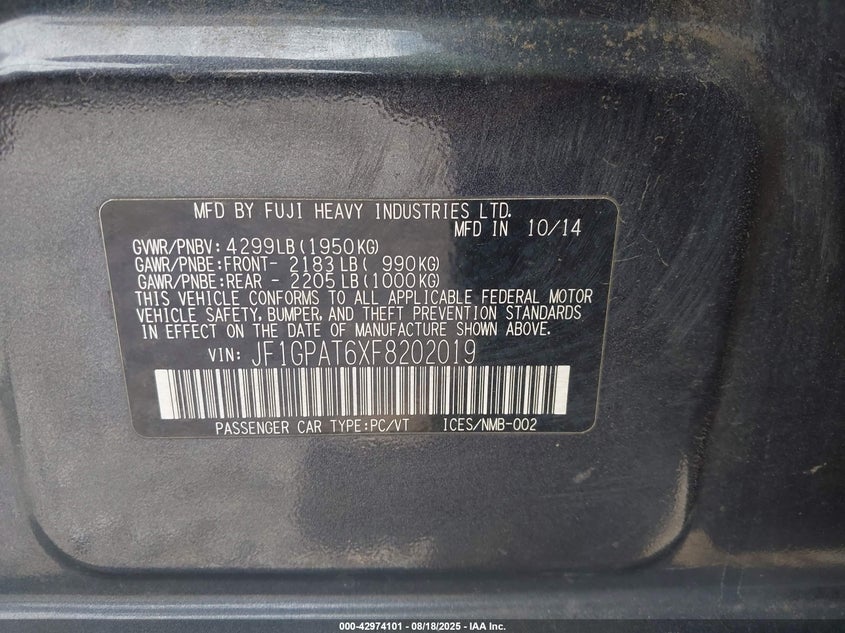 MFD BY FUJI HEAVY INDUSTRIES LTD.
MFD IN 10/14
GVWR/PNBV: 4299LB(1950KG)
GAWR/PNBE:FRONT- 2183LB( 990KG)
GAWR/PNBE:REAR - 2205LB(1000KG)
THIS VEHICLE CONFORMS TO ALL APPLICABLE FEDERAL MOTOR
VEHICLE SAFETY, BUMPER, AND THEFT PREVENTION STANDARDS
IN EFFECT ON THE DATE OF MANUFACTURE SHOWN ABOVE.
VIN: JF1GPAT6XF8202019
PASSENGER CAR TYPE:PC/VT ICES/NMB-002
000-42974101 - 08/18/2025 - IAA Inc.